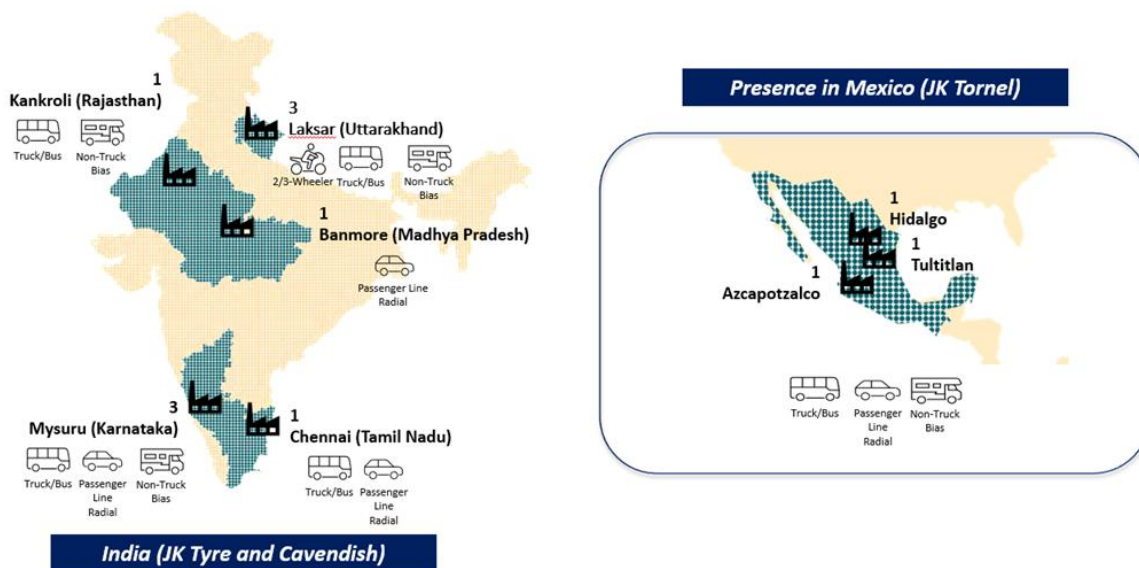 1
Kankroli (Rajasthan)
Truck/Bus
Non-Truck
Bias
3
Laksar (Uttarakhand)
2/3-Wheeler
Truck/Bus
Non-Truck
Bias
1
Banmore (Madhya Pradesh)
Passenger Line
Radial
3
Mysuru (Karnataka)
Truck/Bus
Passenger
Line
Radial
Non-Truck
Bias
1
Chennai (Tamil Nadu)
Truck/Bus
Passenger
Line
Radial
India (JK Tyre and Cavendish)
Presence in Mexico (JK Tornel)
1
Hidalgo
1
Tultitlan
1
Azcapotzalco
Truck/Bus
Passenger
Line
Radial
Non-Truck
Bias